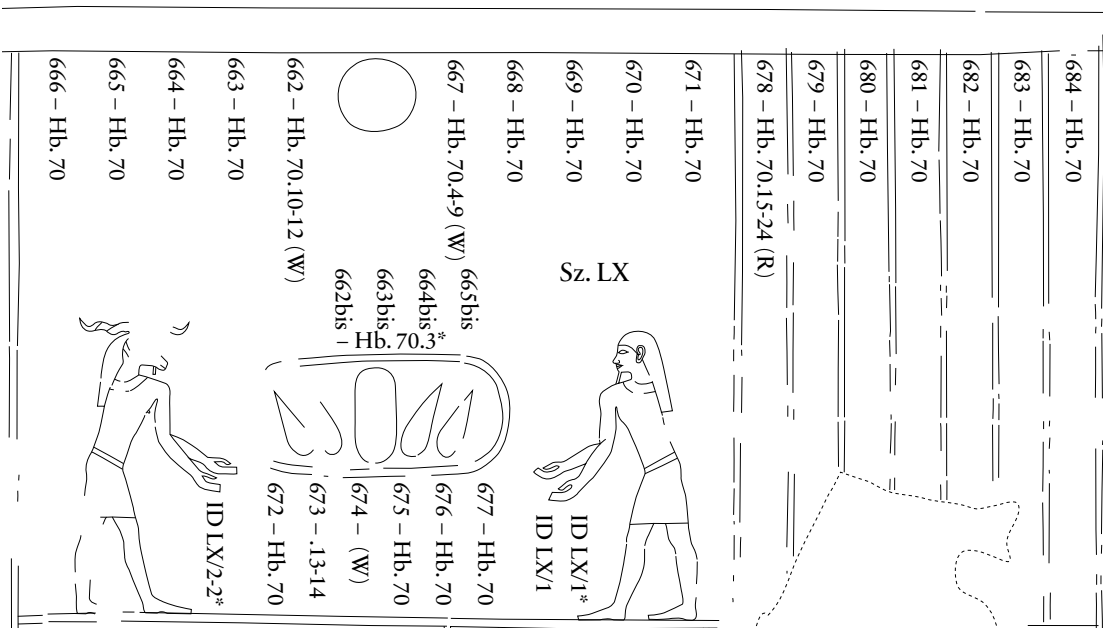 666 – Hb. 70
665 – Hb. 70
664 – Hb. 70
663 – Hb. 70
662 – Hb. 70.10-12 (W)
667 – Hb. 70.4-9 (W)
668 – Hb. 70
669 – Hb. 70
670 – Hb. 70
671 – Hb. 70
678 – Hb. 70.15-24 (R)
679 – Hb. 70
680 – Hb. 70
681 – Hb. 70
682 – Hb. 70
683 – Hb. 70
684 – Hb. 70
Sz. LX
662bis
663bis
664bis
665bis
– Hb. 70.3*
ID LX/2-2*
672 – Hb. 70
673 – .13-14
674 – (W)
675 – Hb. 70
676 – Hb. 70
677 – Hb. 70
ID LX/1
ID LX/1*